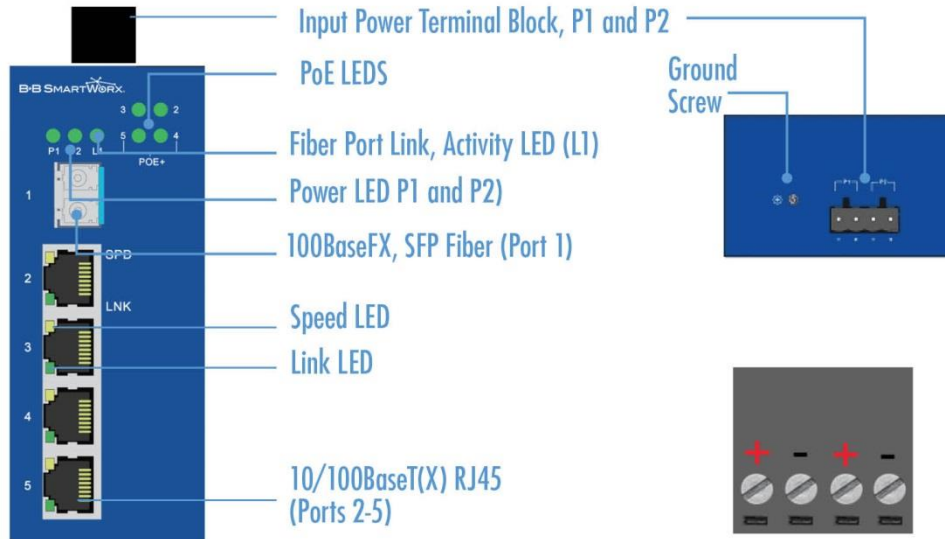 Input Power Terminal Block, P1 and P2
B+B SMARTWORX
PoE LEDS
Ground
Screw
3 2
5 4
P1 P2 L1
POE+
Fiber Port Link, Activity LED (L1)
P1 P2
Power LED P1 and P2)
1
100BaseFX, SFP Fiber (Port 1)
SPD
2
LNK
Speed LED
3
Link LED
+ - + -
4
10/100BaseT(X) RJ45
5
(Ports 2-5)